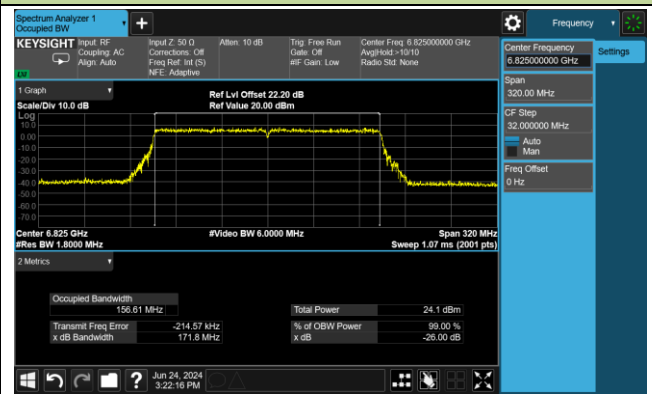 Spectrum Analyzer 1
Occupied BW
Frequency
KEYSIGHT
Input: RF
Coupling: AC
Align: Auto
Input Z: 50 Ω
Corrections: Off
Freq Ref: Int (S)
NFE: Adaptive
Atten: 10 dB
Trig: Free Run
Gate: Off
#IF Gain: Low
Center Freq: 6.825000000 GHz
Avg|Hold:>10/10
Radio Std: None
1 Graph
Scale/Div 10.0 dB
Ref Lvl Offset 22.20 dB
Ref Value 20.00 dBm
Log
10.0
0.00
-10.0
-20.0
-30.0
-40.0
-50.0
-60.0
-70.0
Center 6.825 GHz
#Res BW 1.8000 MHz
#Video BW 6.0000 MHz
Span 320 MHz
Sweep 1.07 ms (2001 pts)
2 Metrics
Occupied Bandwidth
156.61 MHz
Total Power 24.1 dBm
Transmit Freq Error -214.57 kHz
% of OBW Power 99.00 %
x dB Bandwidth 171.8 MHz
x dB -26.00 dB
Center Frequency
6.825000000 GHz
Settings
Span
320.00 MHz
CF Step
32.000000 MHz
Auto
Man
Freq Offset
0 Hz
?
Jun 24, 2024
3:22:16 PM